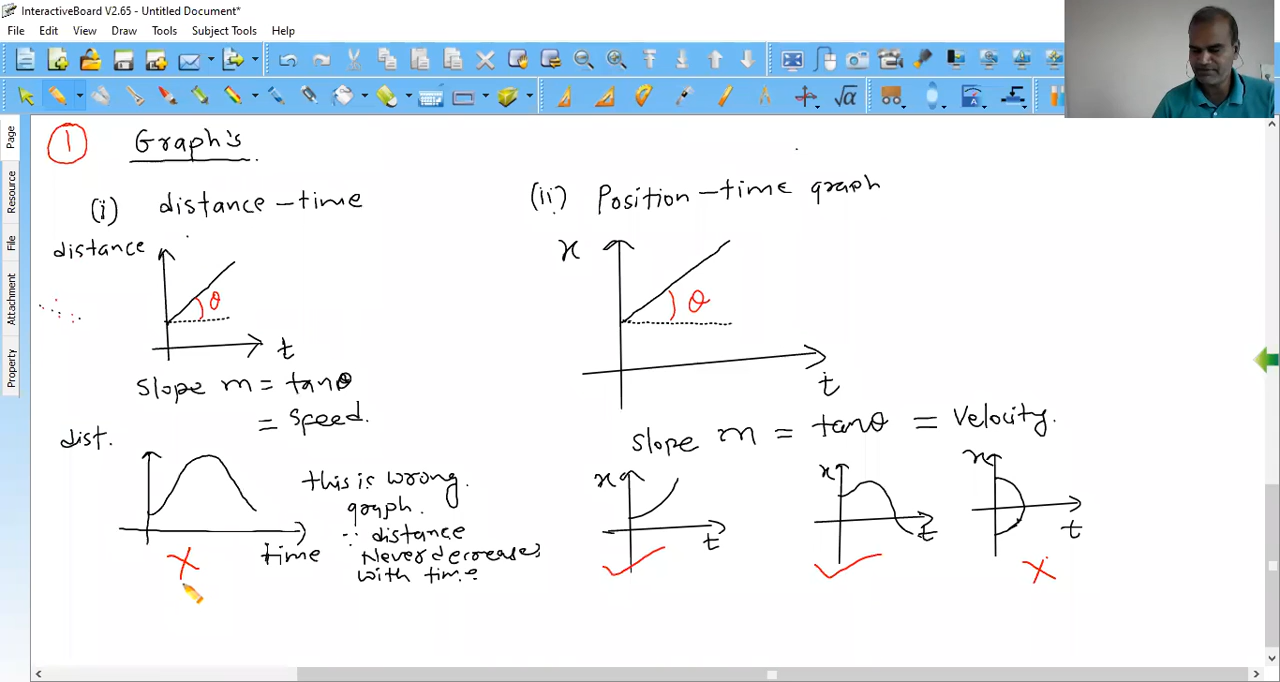 InteractiveBoard V2.65 - Untitled Document*
File Edit View Draw Tools Subject Tools Help
Page
Resource
File
Attachment
Property
1 Graph's
(i) distance - time
distance
θ
t
Slope m = tanθ
= speed.
dist.
time
X
this is wrong
graph.
∵ distance
Never decreases
with time.
(ii) Position - time graph
x
θ
t
Slope m = tanθ = Velocity.
x
t
x
t
x
t
X